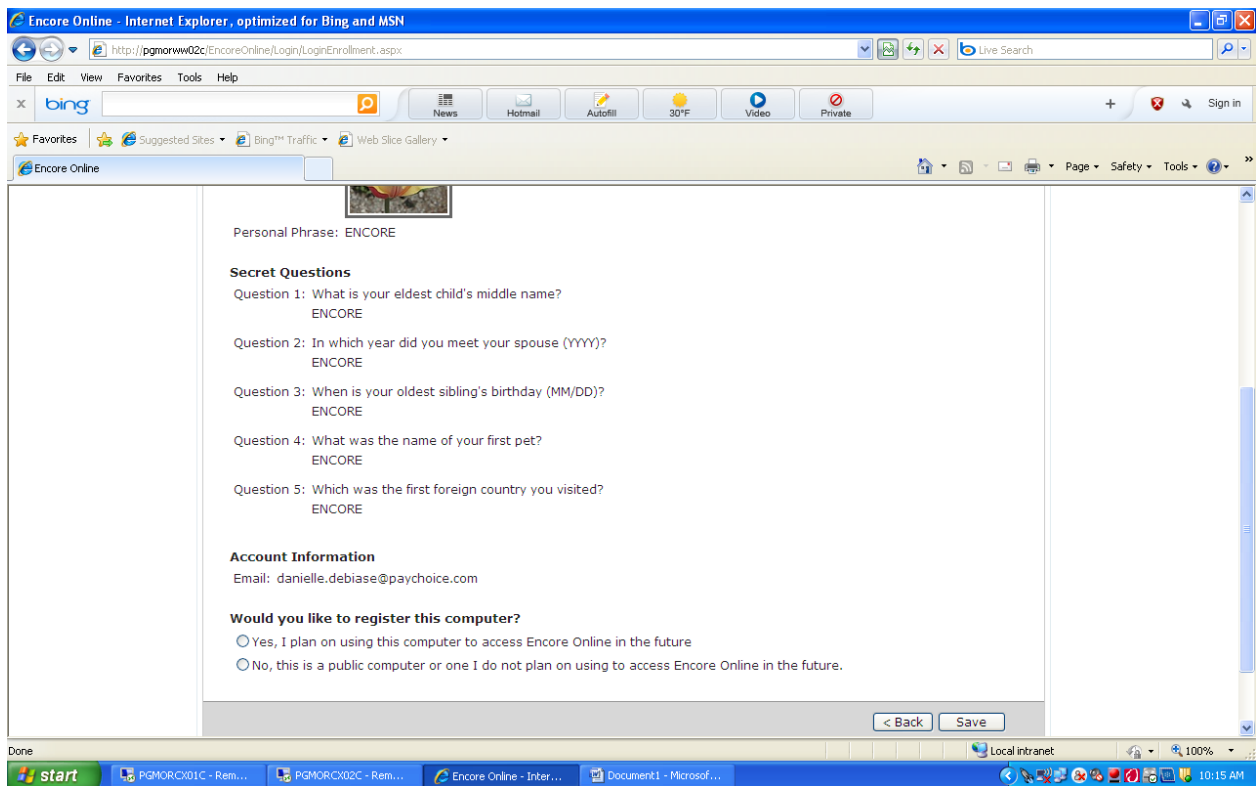 Encore Online - Internet Explorer, optimized for Bing and MSN
http://pgmorww02c/EncoreOnline/Login/LoginEnrollment.aspx
Live Search
File Edit View Favorites Tools Help
x bing News Hotmail Autofill 30°F Video Private + Sign in
Favorites Suggested Sites Bing™ Traffic Web Slice Gallery
Encore Online Page Safety Tools »
Personal Phrase: ENCORE
Secret Questions
Question 1: What is your eldest child's middle name?
ENCORE
Question 2: In which year did you meet your spouse (YYYY)?
ENCORE
Question 3: When is your oldest sibling's birthday (MM/DD)?
ENCORE
Question 4: What was the name of your first pet?
ENCORE
Question 5: Which was the first foreign country you visited?
ENCORE
Account Information
Email: danielle.debiase@paychoice.com
Would you like to register this computer?
Yes, I plan on using this computer to access Encore Online in the future
No, this is a public computer or one I do not plan on using to access Encore Online in the future.
< Back Save
Done Local intranet 100%
start PGMORCX01C - Rem... PGMORCX02C - Rem... Encore Online - Inter... Document1 - Microsof... 10:15 AM